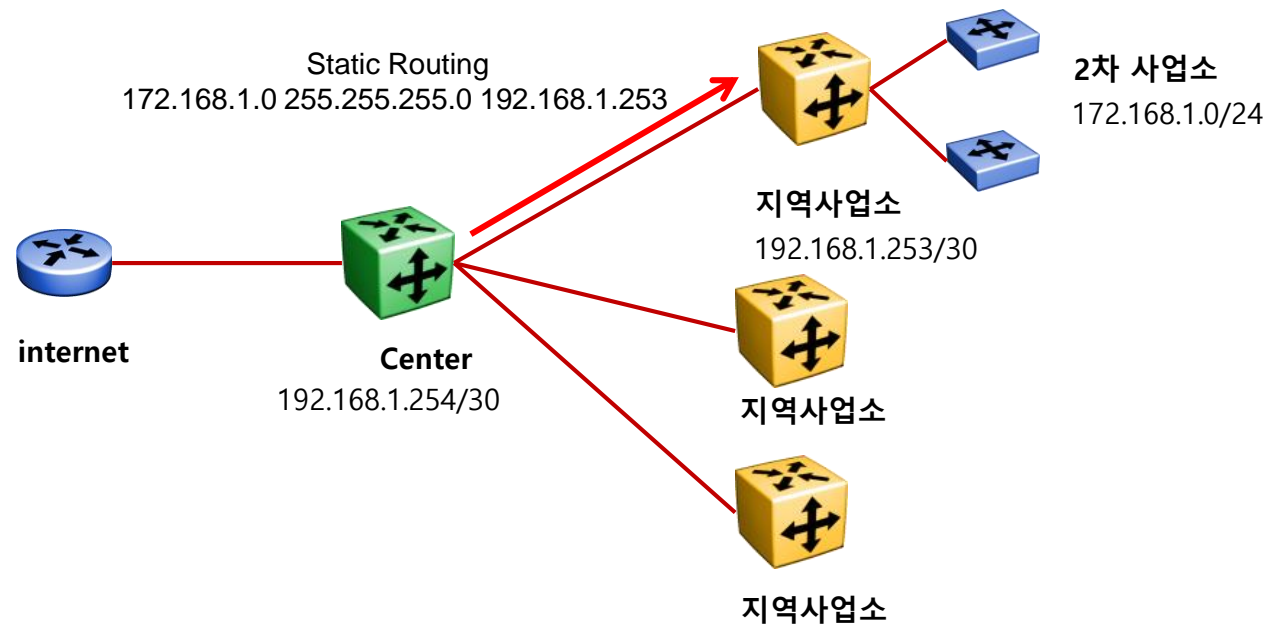 Static Routing
172.168.1.0 255.255.255.0 192.168.1.253
2차 사업소
172.168.1.0/24
지역사업소
192.168.1.253/30
internet
Center
192.168.1.254/30
지역사업소
지역사업소